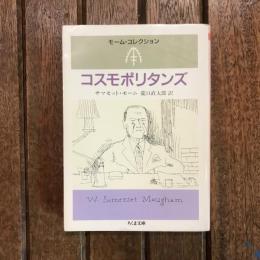 モーム・コレクション
コスモポリタンズ
サマセット・モーム 龍口直太郎 訳
W. Somerset Maugham
ちくま文庫